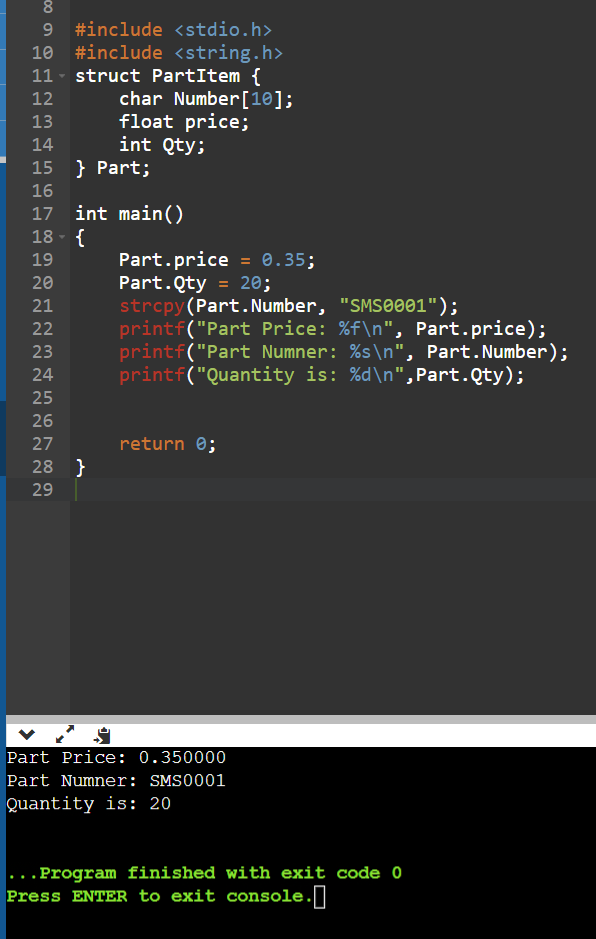 8
9 #include <stdio.h>
10 #include <string.h>
11 struct PartItem {
12 char Number[10];
13 float price;
14 int Qty;
15 } Part;
16
17 int main()
18 {
19 Part.price = 0.35;
20 Part.Qty = 20;
21 strcpy(Part.Number, "SMS0001");
22 printf("Part Price: %f\n", Part.price);
23 printf("Part Numner: %s\n", Part.Number);
24 printf("Quantity is: %d\n",Part.Qty);
25
26
27 return 0;
28 }
29
Part Price: 0.350000
Part Numner: SMS0001
Quantity is: 20
...Program finished with exit code 0
Press ENTER to exit console.